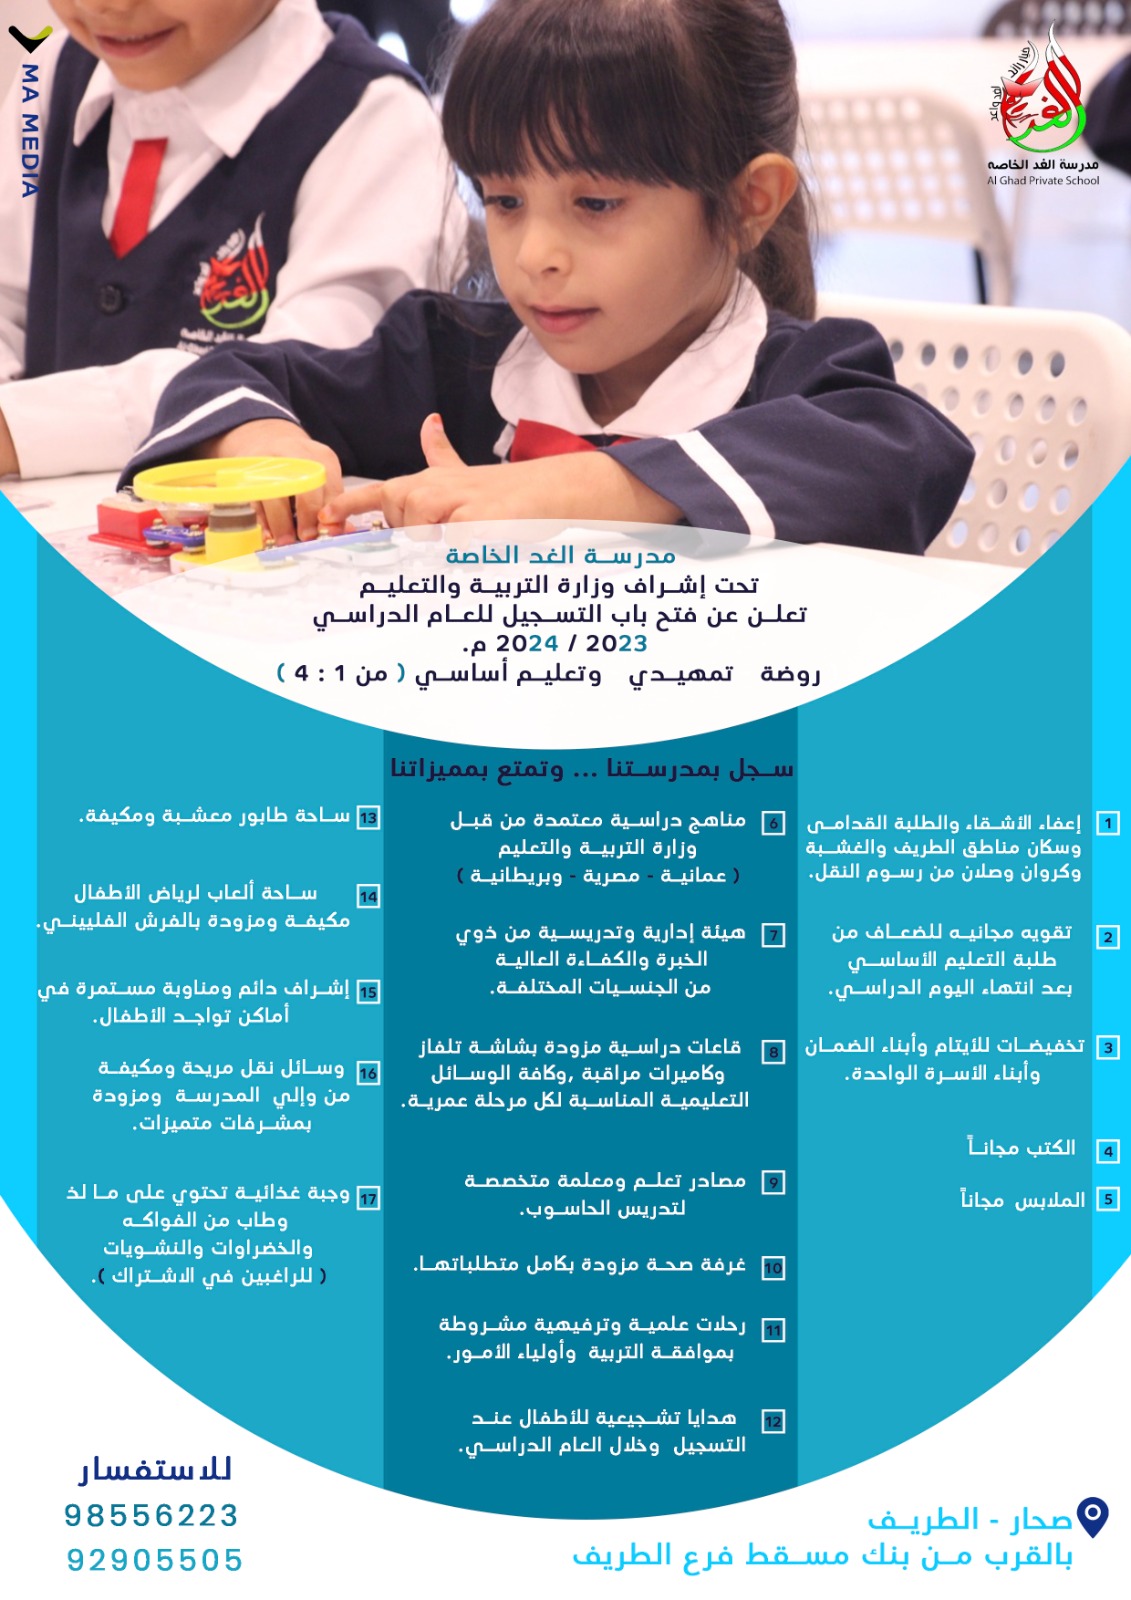 MA MEDIA
الغد
مدرسة الغد الخاصه
Al Ghad Private School
مدرسة الغد الخاصة
تحت إشراف وزارة التربية والتعليم
تعلن عن فتح باب التسجيل للعام الدراسي
2023 / 2024 م.
روضة تمهيدي وتعليم أساسي ( من 1 : 4 )
سجل بمدرستنا ... وتمتع بمميزاتنا
1 إعفاء الأشقاء والطلبة القدامى
وسكان مناطق الطريف والغشبة
وكروان وصلان من رسوم النقل.
2 تقويه مجانيه للضعاف من
طلبة التعليم الأساسي
بعد انتهاء اليوم الدراسي.
3 تخفيضات للأيتام وأبناء الضمان
وأبناء الأسرة الواحدة.
4 الكتب مجاناً
5 الملابس مجاناً
6 مناهج دراسية معتمدة من قبل
وزارة التربية والتعليم
( عمانية - مصرية - وبريطانية )
7 هيئة إدارية وتدريسية من ذوي
الخبرة والكفاءة العالية
من الجنسيات المختلفة.
8 قاعات دراسية مزودة بشاشة تلفاز
وكاميرات مراقبة ,وكافة الوسائل
التعليمية المناسبة لكل مرحلة عمرية.
9 مصادر تعلم ومعلمة متخصصة
لتدريس الحاسوب.
10 غرفة صحة مزودة بكامل متطلباتها.
11 رحلات علمية وترفيهية مشروطة
بموافقة التربية وأولياء الأمور.
12 هدايا تشجيعية للأطفال عند
التسجيل وخلال العام الدراسي.
13 ساحة طابور معشبة ومكيفة.
14 ساحة ألعاب لرياض الأطفال
مكيفة ومزودة بالفرش الفلييني.
15 إشراف دائم ومناوبة مستمرة في
أماكن تواجد الأطفال.
16 وسائل نقل مريحة ومكيفة
من وإلي المدرسة ومزودة
بمشرفات متميزات.
17 وجبة غذائية تحتوي على ما لذ
وطاب من الفواكه
والخضراوات والنشويات
( للراغبين في الاشتراك ).
للاستفسار
98556223
92905505
صحار - الطريف
بالقرب من بنك مسقط فرع الطريف